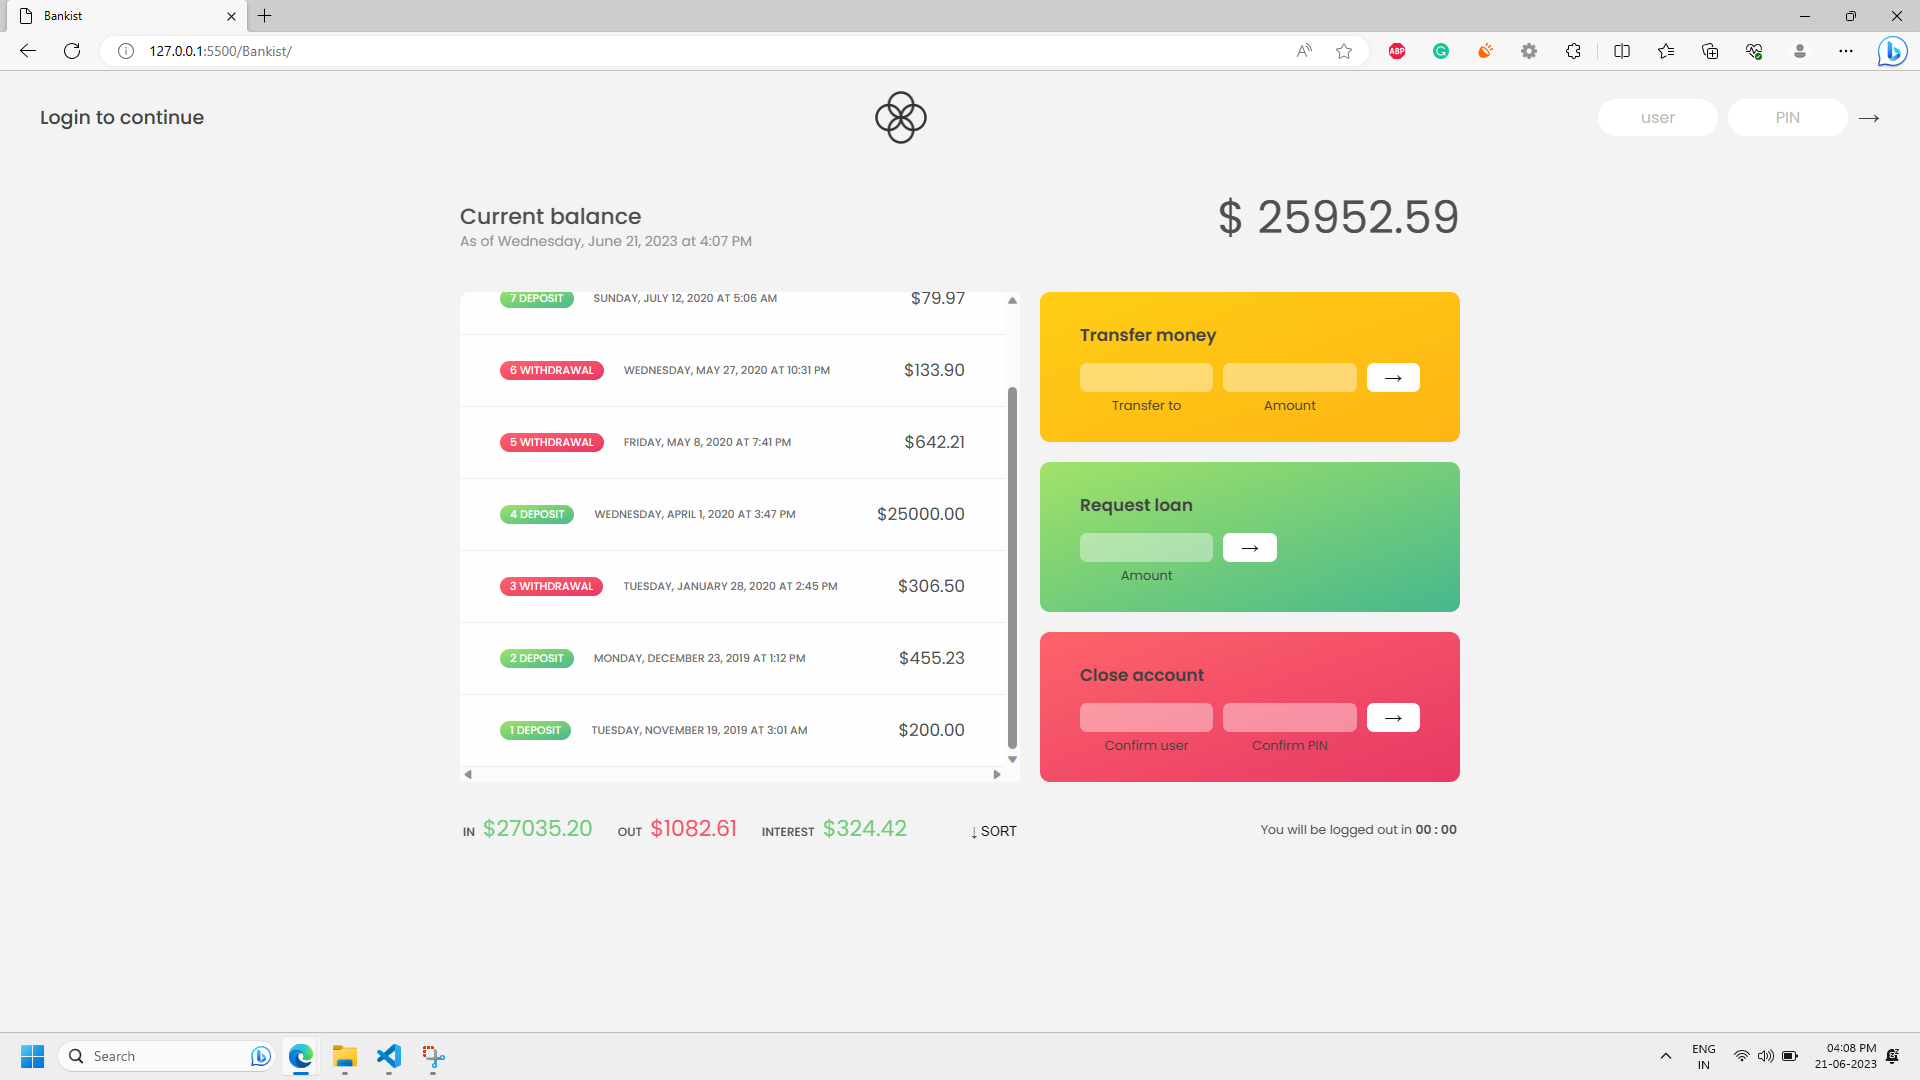 Bankist
127.0.0.1:5500/Bankist/
Login to continue
user
PIN
→
Current balance
$ 25952.59
As of Wednesday, June 21, 2023 at 4:07 PM
7 DEPOSIT SUNDAY, JULY 12, 2020 AT 5:06 AM $79.97
6 WITHDRAWAL WEDNESDAY, MAY 27, 2020 AT 10:31 PM $133.90
5 WITHDRAWAL FRIDAY, MAY 8, 2020 AT 7:41 PM $642.21
4 DEPOSIT WEDNESDAY, APRIL 1, 2020 AT 3:47 PM $25000.00
3 WITHDRAWAL TUESDAY, JANUARY 28, 2020 AT 2:45 PM $306.50
2 DEPOSIT MONDAY, DECEMBER 23, 2019 AT 1:12 PM $455.23
1 DEPOSIT TUESDAY, NOVEMBER 19, 2019 AT 3:01 AM $200.00
Transfer money
→
Transfer to Amount
Request loan
→
Amount
Close account
→
Confirm user Confirm PIN
IN $27035.20 OUT $1082.61 INTEREST $324.42 ↓ SORT
You will be logged out in 00 : 00
Search
ENG
IN
04:08 PM
21-06-2023
ABP